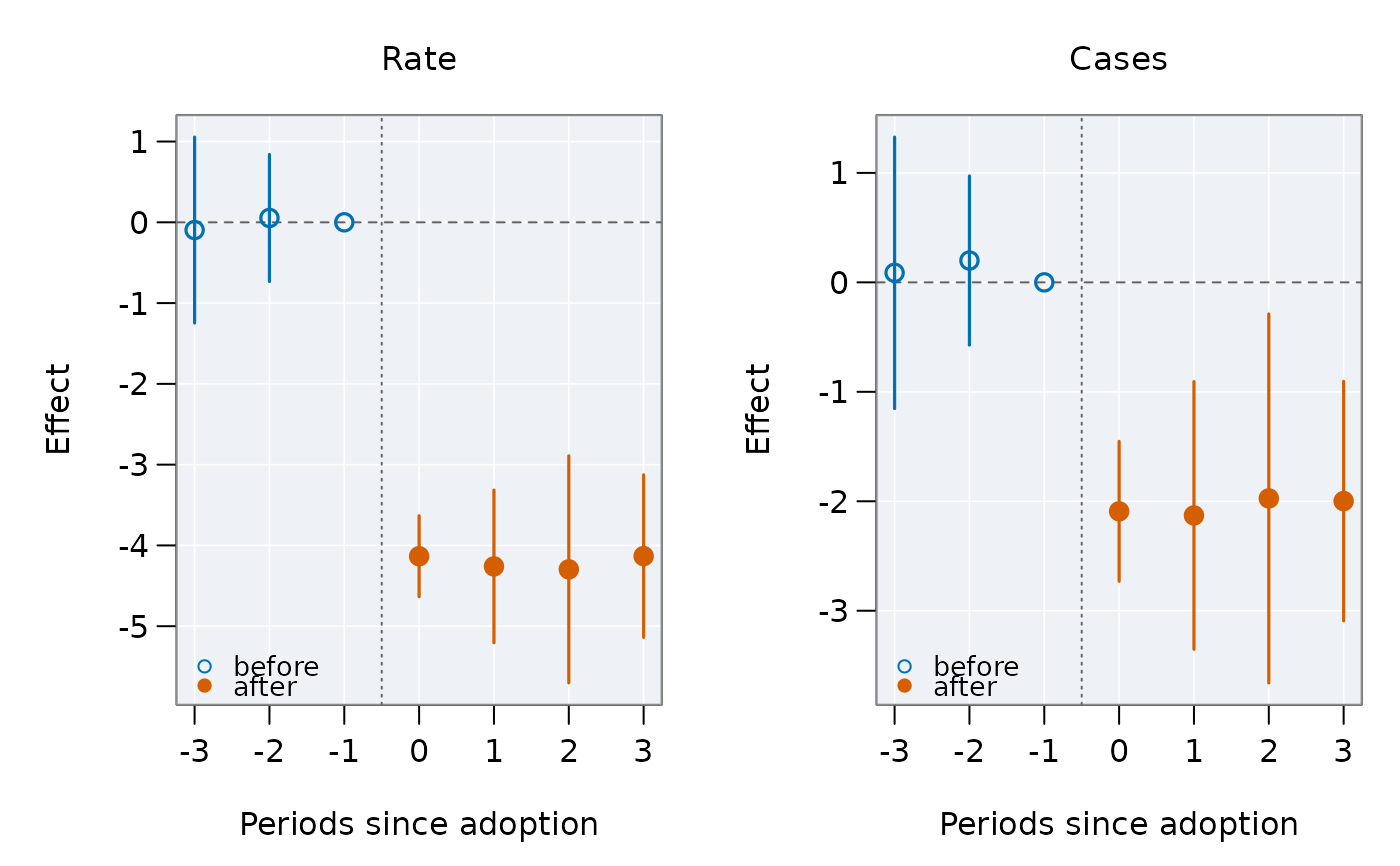 Rate
Effect
1
0
-1
-2
-3
-4
-5
before
after
-3 -2 -1 0 1 2 3
Periods since adoption
Cases
Effect
1
0
-1
-2
-3
before
after
-3 -2 -1 0 1 2 3
Periods since adoption